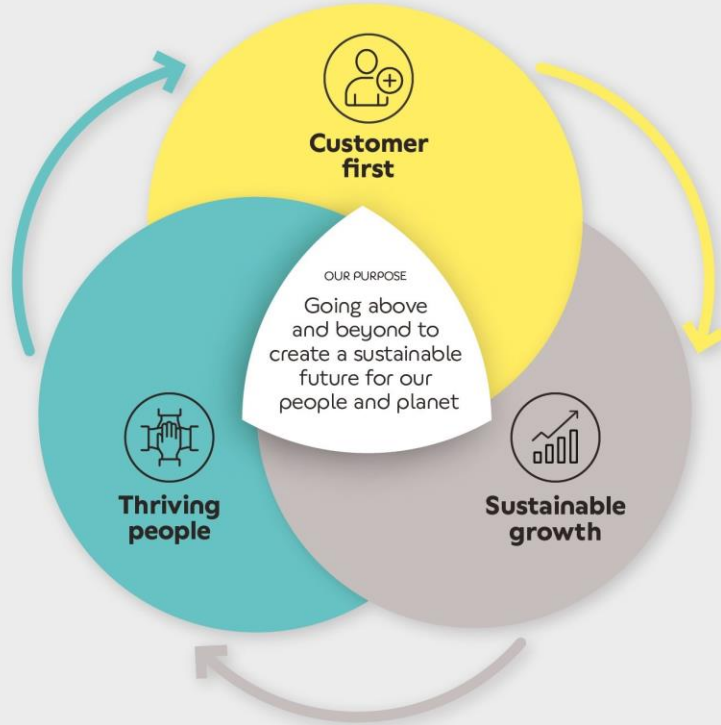 Customer
first
OUR PURPOSE
Going above
and beyond to
create a sustainable
future for our
people and planet
Thriving
people
Sustainable
growth